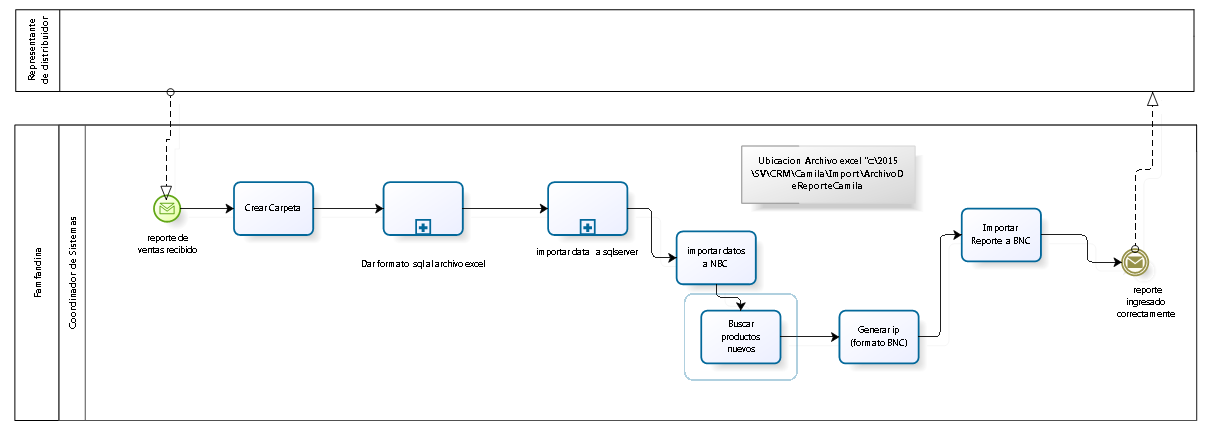 Representante
de distribuidor
Famfandina
Coordinador de Sistemas
reporte de
ventas recibido
Crear Carpeta
Dar formato sql al archivo excel
importar data a sqlserver
importar datos
a NBC
Buscar
productos
nuevos
Generar ip
(formato BNC)
Ubicacion Archivo excel "c:\2015
\SV\CRM\Camila\Import\ArchivoD
eReporteCamila
Importar
Reporte a BNC
reporte
ingresado
correctamente